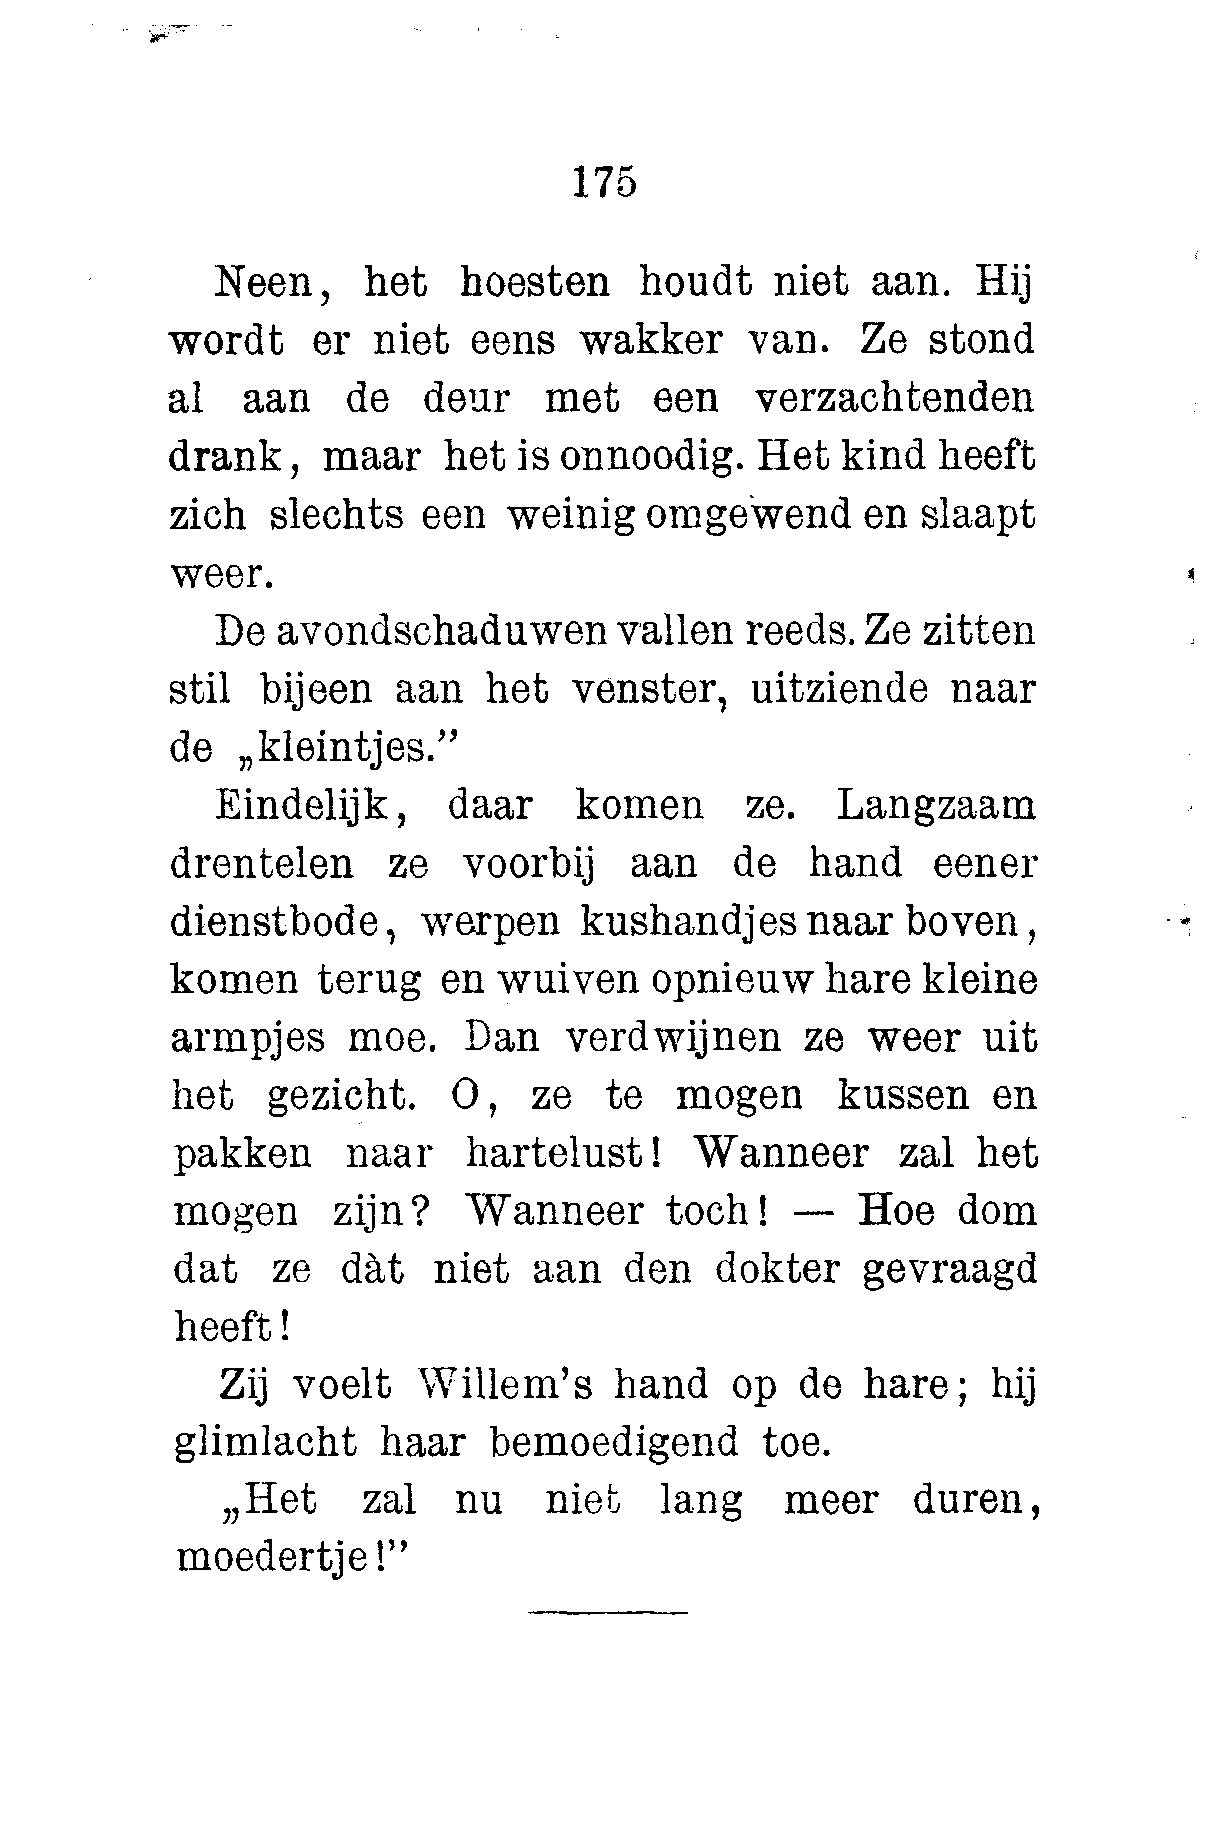 175
Neen, het hoesten houdt niet aan. Hij
wordt er niet eens wakker van. Ze stond
al aan de deur met een verzachtenden
drank, maar het is onnoodig. Het kind heeft
zich slechts een weinig omgewend en slaapt
weer.
De avondschaduwen vallen reeds. Ze zitten
stil bijeen aan het venster, uitziende naar
de „kleintjes.”
Eindelijk, daar komen ze. Langzaam
drentelen ze voorbij aan de hand eener
dienstbode, werpen kushandjes naar boven,
komen terug en wuiven opnieuw hare kleine
armpjes moe. Dan verdwijnen ze weer uit
het gezicht. O, ze te mogen kussen en
pakken naar hartelust! Wanneer zal het
mogen zijn? Wanneer toch! — Hoe dom
dat ze dàt niet aan den dokter gevraagd
heeft!
Zij voelt Willem's hand op de hare; hij
glimlacht haar bemoedigend toe.
„Het zal nu niet lang meer duren,
moedertje!”